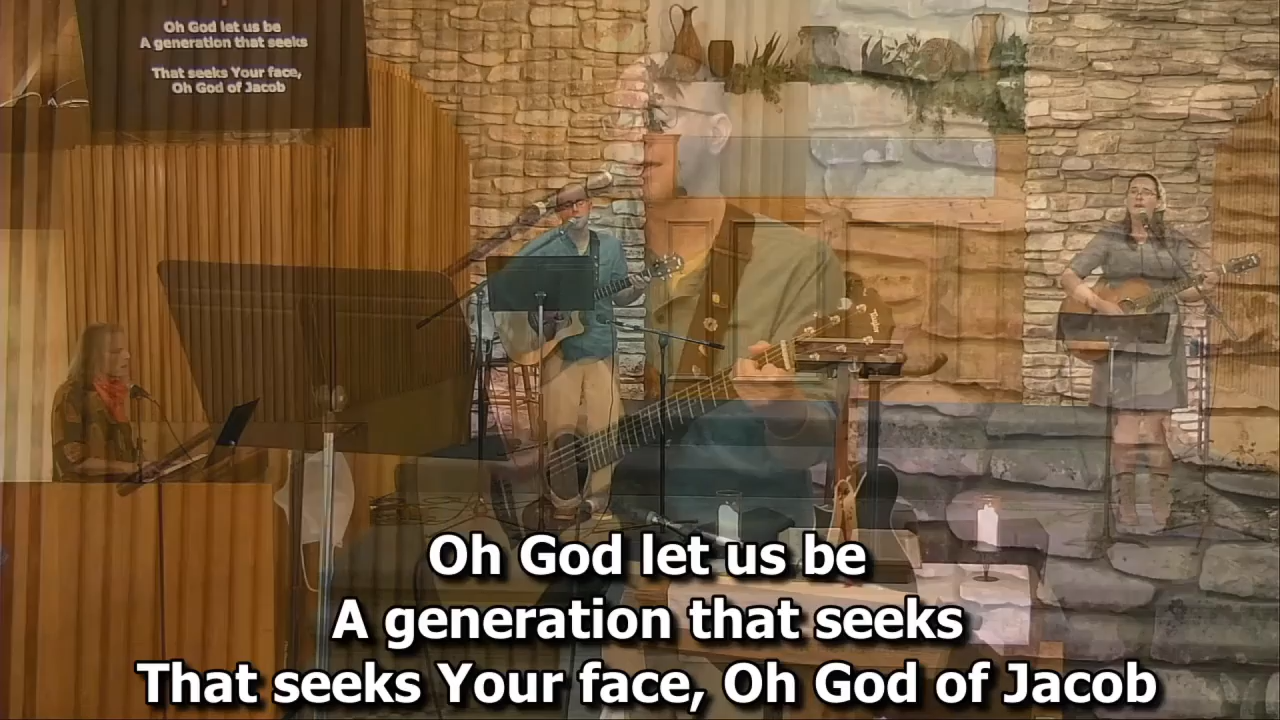 Oh God let us be
A generation that seeks
That seeks Your face,
Oh God of Jacob
Taylor
Oh God let us be
A generation that seeks
That seeks Your face, Oh God of Jacob